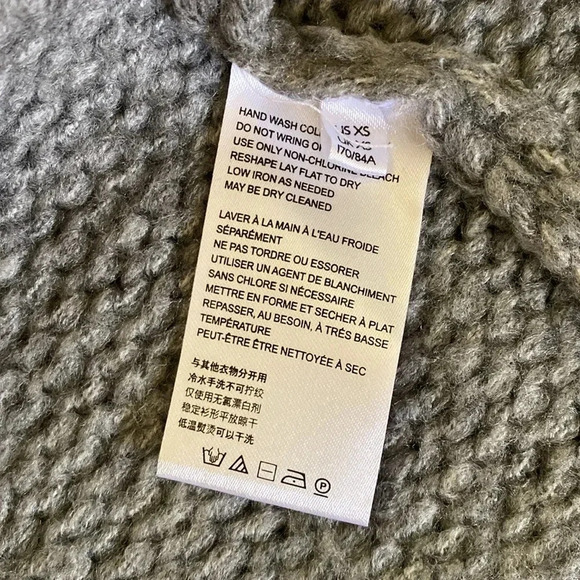 HAND WASH COL
DO NOT WRING O
USE ONLY NON-CHLORINE BLEACH
RESHAPE LAY FLAT TO DRY
LOW IRON AS NEEDED
MAY BE DRY CLEANED
US XS
UK XS
170/84A
LAVER À LA MAIN À L'EAU FROIDE
SÉPARÉMENT
NE PAS TORDRE OU ESSORER
UTILISER UN AGENT DE BLANCHIMENT
SANS CHLORE SI NÉCESSAIRE
METTRE EN FORME ET SECHER À PLAT
REPASSER, AU BESOIN, À TRÉS BASSE
TEMPÉRATURE
PEUT-ÊTRE ÊTRE NETTOYÉE À SEC
与其他衣物分开用
冷水手洗不可拧绞
仅使用无氯漂白剂
稳定衫形平放晾干
低温熨烫可以干洗
P